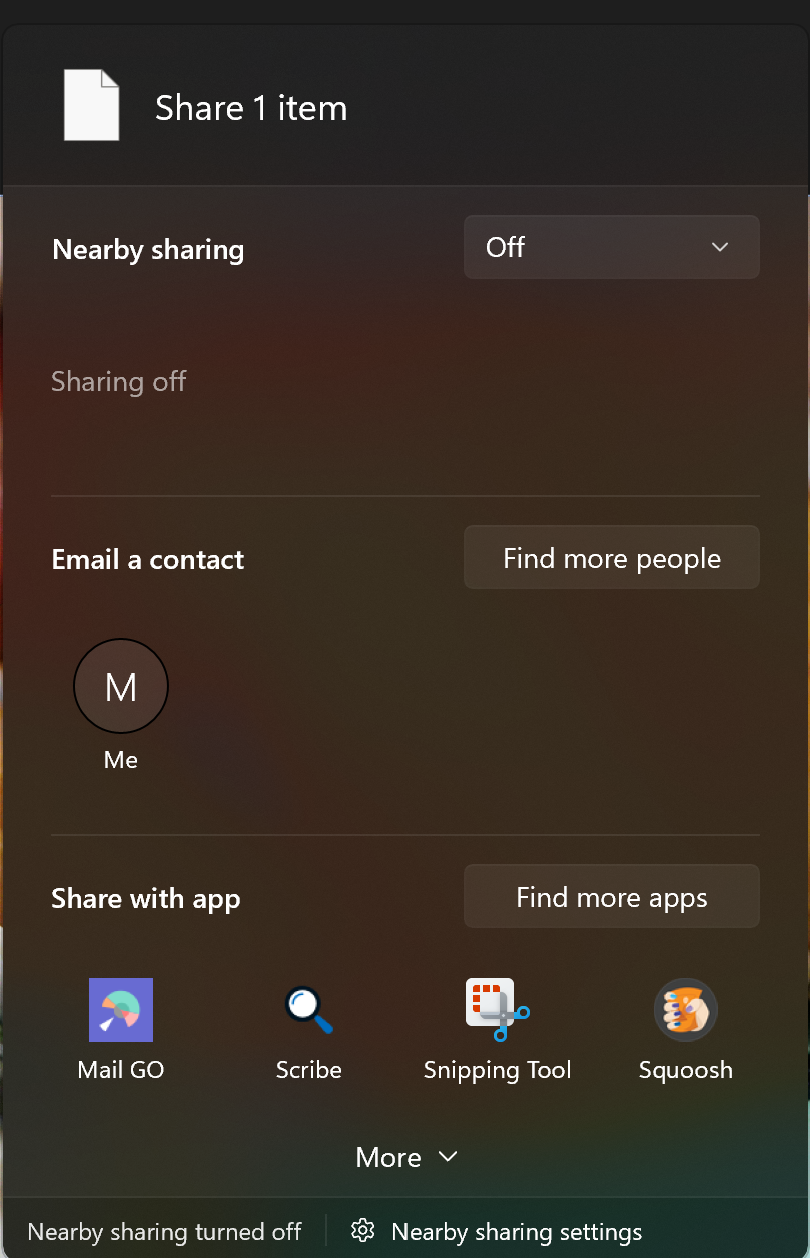 Share 1 item
Nearby sharing
Off
Sharing off
Email a contact
Find more people
M
Me
Share with app
Find more apps
Mail GO
Scribe
Snipping Tool
Squoosh
More
Nearby sharing turned off
Nearby sharing settings